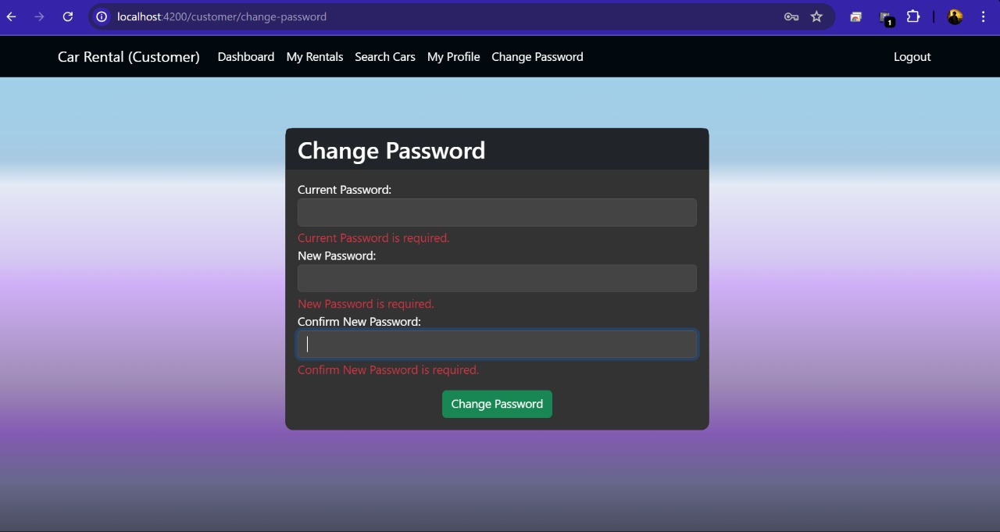 localhost:4200/customer/change-password
1
Car Rental (Customer) Dashboard My Rentals Search Cars My Profile Change Password Logout
Change Password
Current Password:
Current Password is required.
New Password:
New Password is required.
Confirm New Password:
Confirm New Password is required.
Change Password